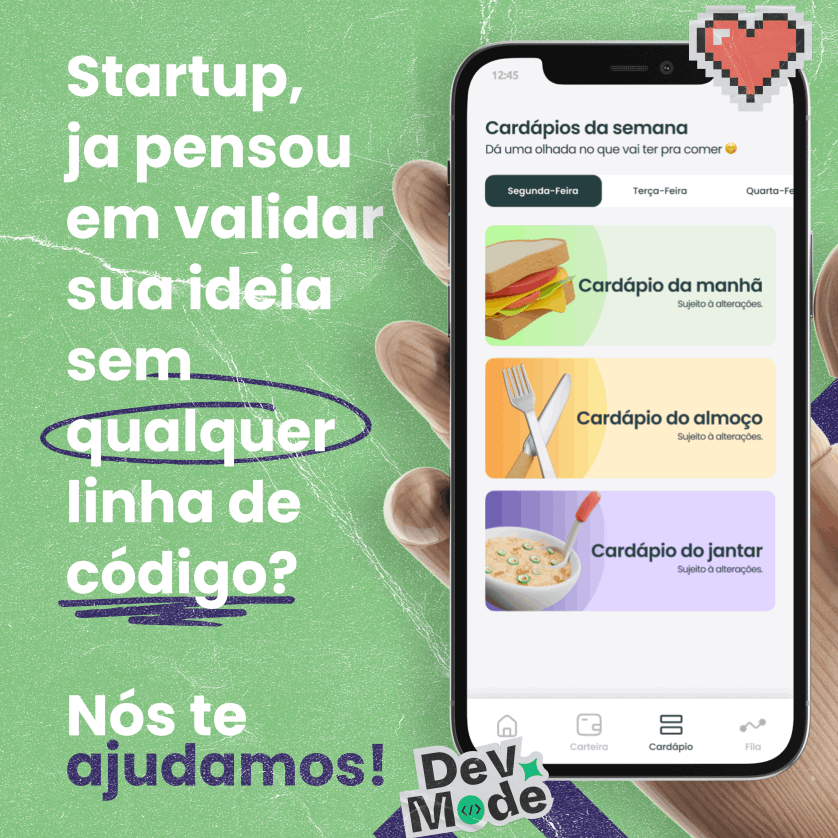 Startup,
ja pensou
em validar
sua ideia
sem
qualquer
linha de
código?
Nós te
ajudamos!
12:45
Cardápios da semana
Dá uma olhada no que vai ter pra comer
Segunda-Feira Terça-Feira Quarta-Fe
Cardápio da manhã
Sujeito à alterações.
Cardápio do almoço
Sujeito à alterações.
Cardápio do jantar
Sujeito à alterações.
Carteira Cardápio Fila
Dev
Mode